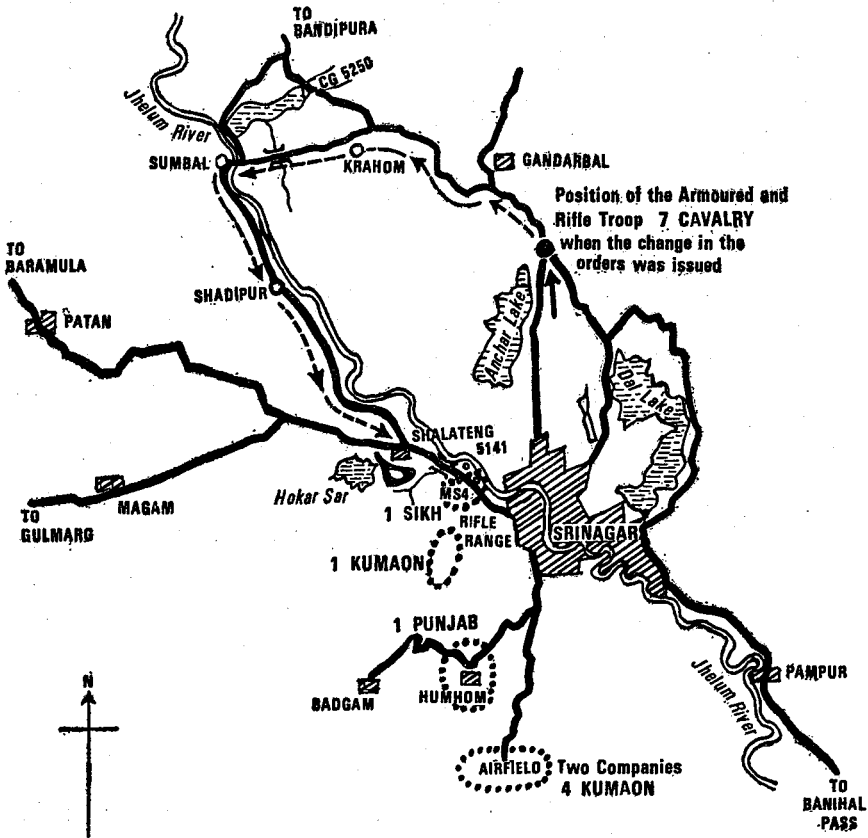 TO
BANDIPURA
CG 5250
Jhelum River
SUMBAL
KRAHOM
GANDARBAL
Position of the Armoured and
Rifle Troop 7 CAVALRY
when the change in the
orders was issued
TO
BARAMULA
PATAN
SHADIPUR
Anchar Lake
Dal Lake
SHALATENG
5141
Hokar Sar
MS4
1 SIKH
RIFLE
RANGE
SRINAGAR
MAGAM
TO
GULMARG
1 KUMAON
1 PUNJAB
BADGAM
HUMHOM
PAMPUR
Jhelum River
N
AIRFIELD
Two Companies
4 KUMAON
TO
BANIHAL
PASS